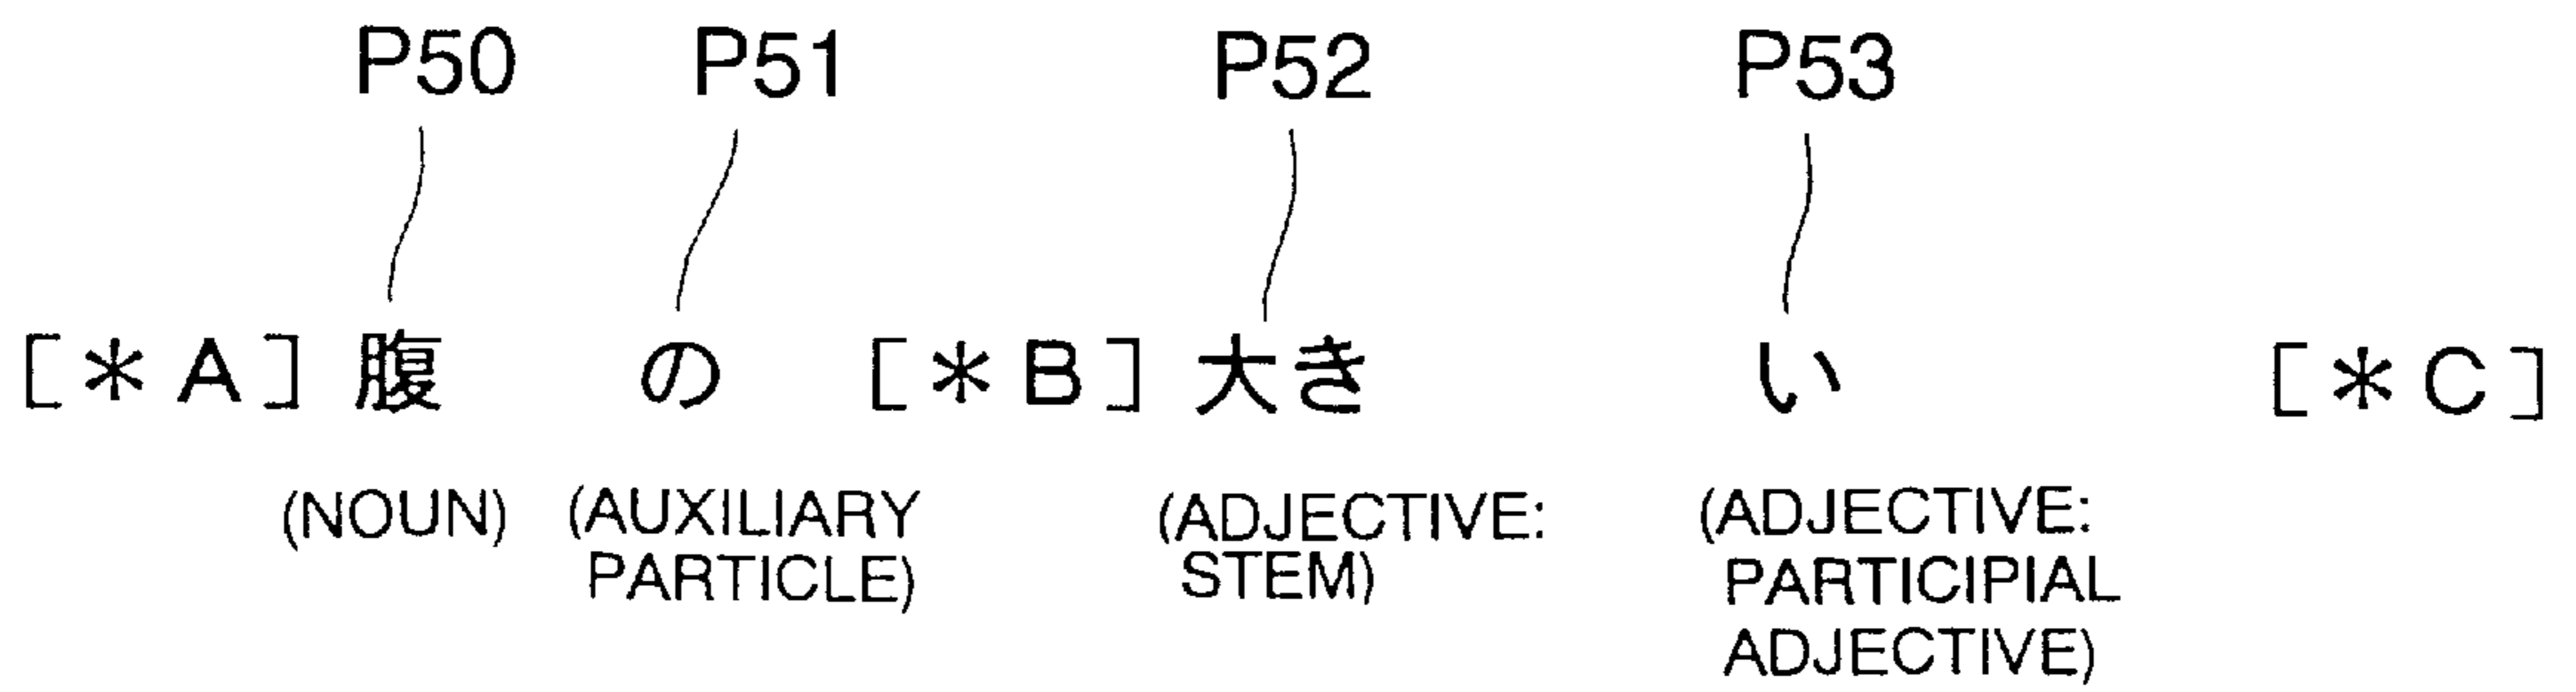 P50 P51 P52 P53
[*A]腹 の [*B]大き い [*C]
(NOUN) (AUXILIARY PARTICLE) (ADJECTIVE: STEM) (ADJECTIVE: PARTICIPIAL ADJECTIVE)